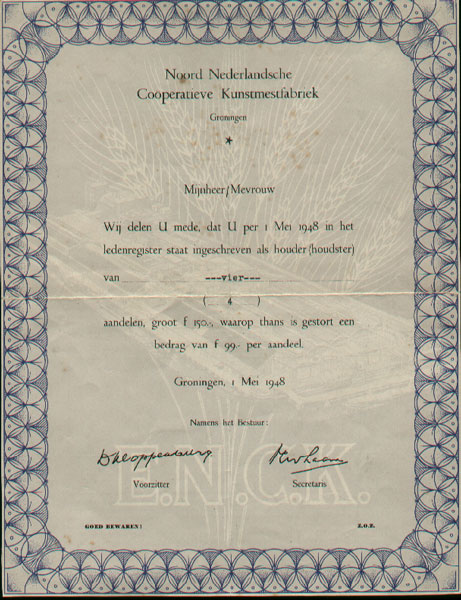 Noord Nederlandsche
Cooperatieve Kunstmestfabriek
Groningen
*
Mijnheer/Mevrouw
Wij delen U mede, dat U per 1 Mei 1948 in het
ledenregister staat ingeschreven als houder (houdster)
van ---vier---
( 4 )
aandelen, groot f 150.-, waarop thans is gestort een
bedrag van f 99.- per aandeel.
Groningen, 1 Mei 1948
Namens het Bestuur:
Voorzitter Secretaris
E.N.C.K.
GOED BEWAREN! Z.O.Z.